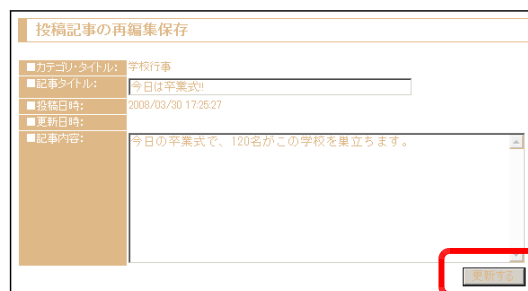 投稿記事の再編集保存
■カテゴリ・タイトル: 学校行事
■記事タイトル: 今日は卒業式!!
■投稿日時: 2008/03/30 17:25:27
■更新日時:
■記事内容: 今日の卒業式で、120名がこの学校を巣立ちます。
更新する